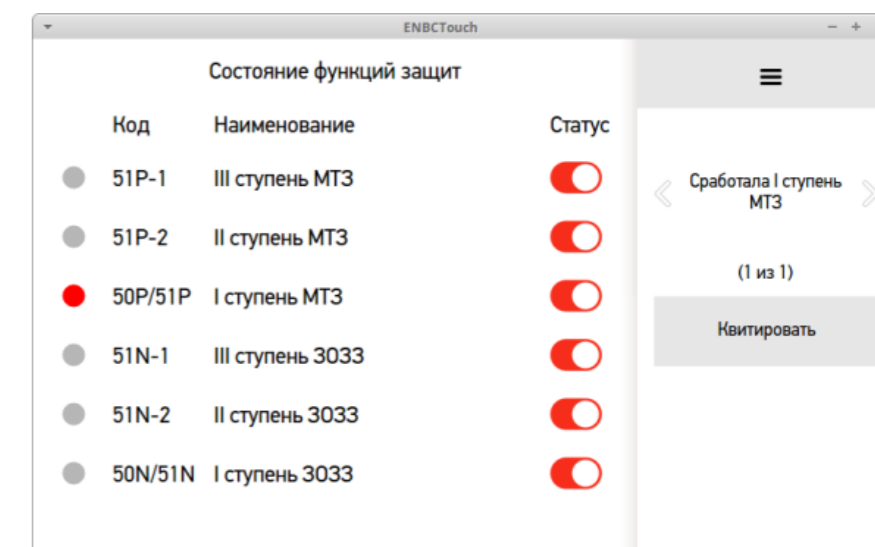 ENBCTouch
Состояние функций защит
Код Наименование Статус
51P-1 III ступень МТЗ
51P-2 II ступень МТЗ
50P/51P I ступень МТЗ
51N-1 III ступень ЗОЗЗ
51N-2 II ступень ЗОЗЗ
50N/51N I ступень ЗОЗЗ
Сработала I ступень
МТЗ
(1 из 1)
Квитировать